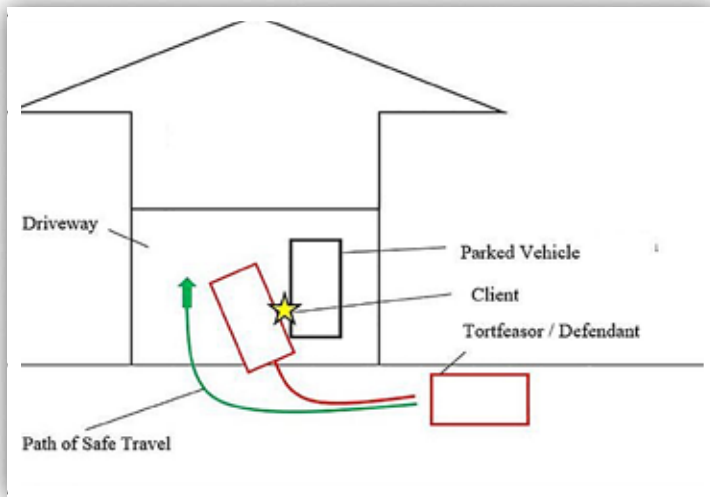 Driveway
Parked Vehicle
Client
Tortfeasor / Defendant
Path of Safe Travel